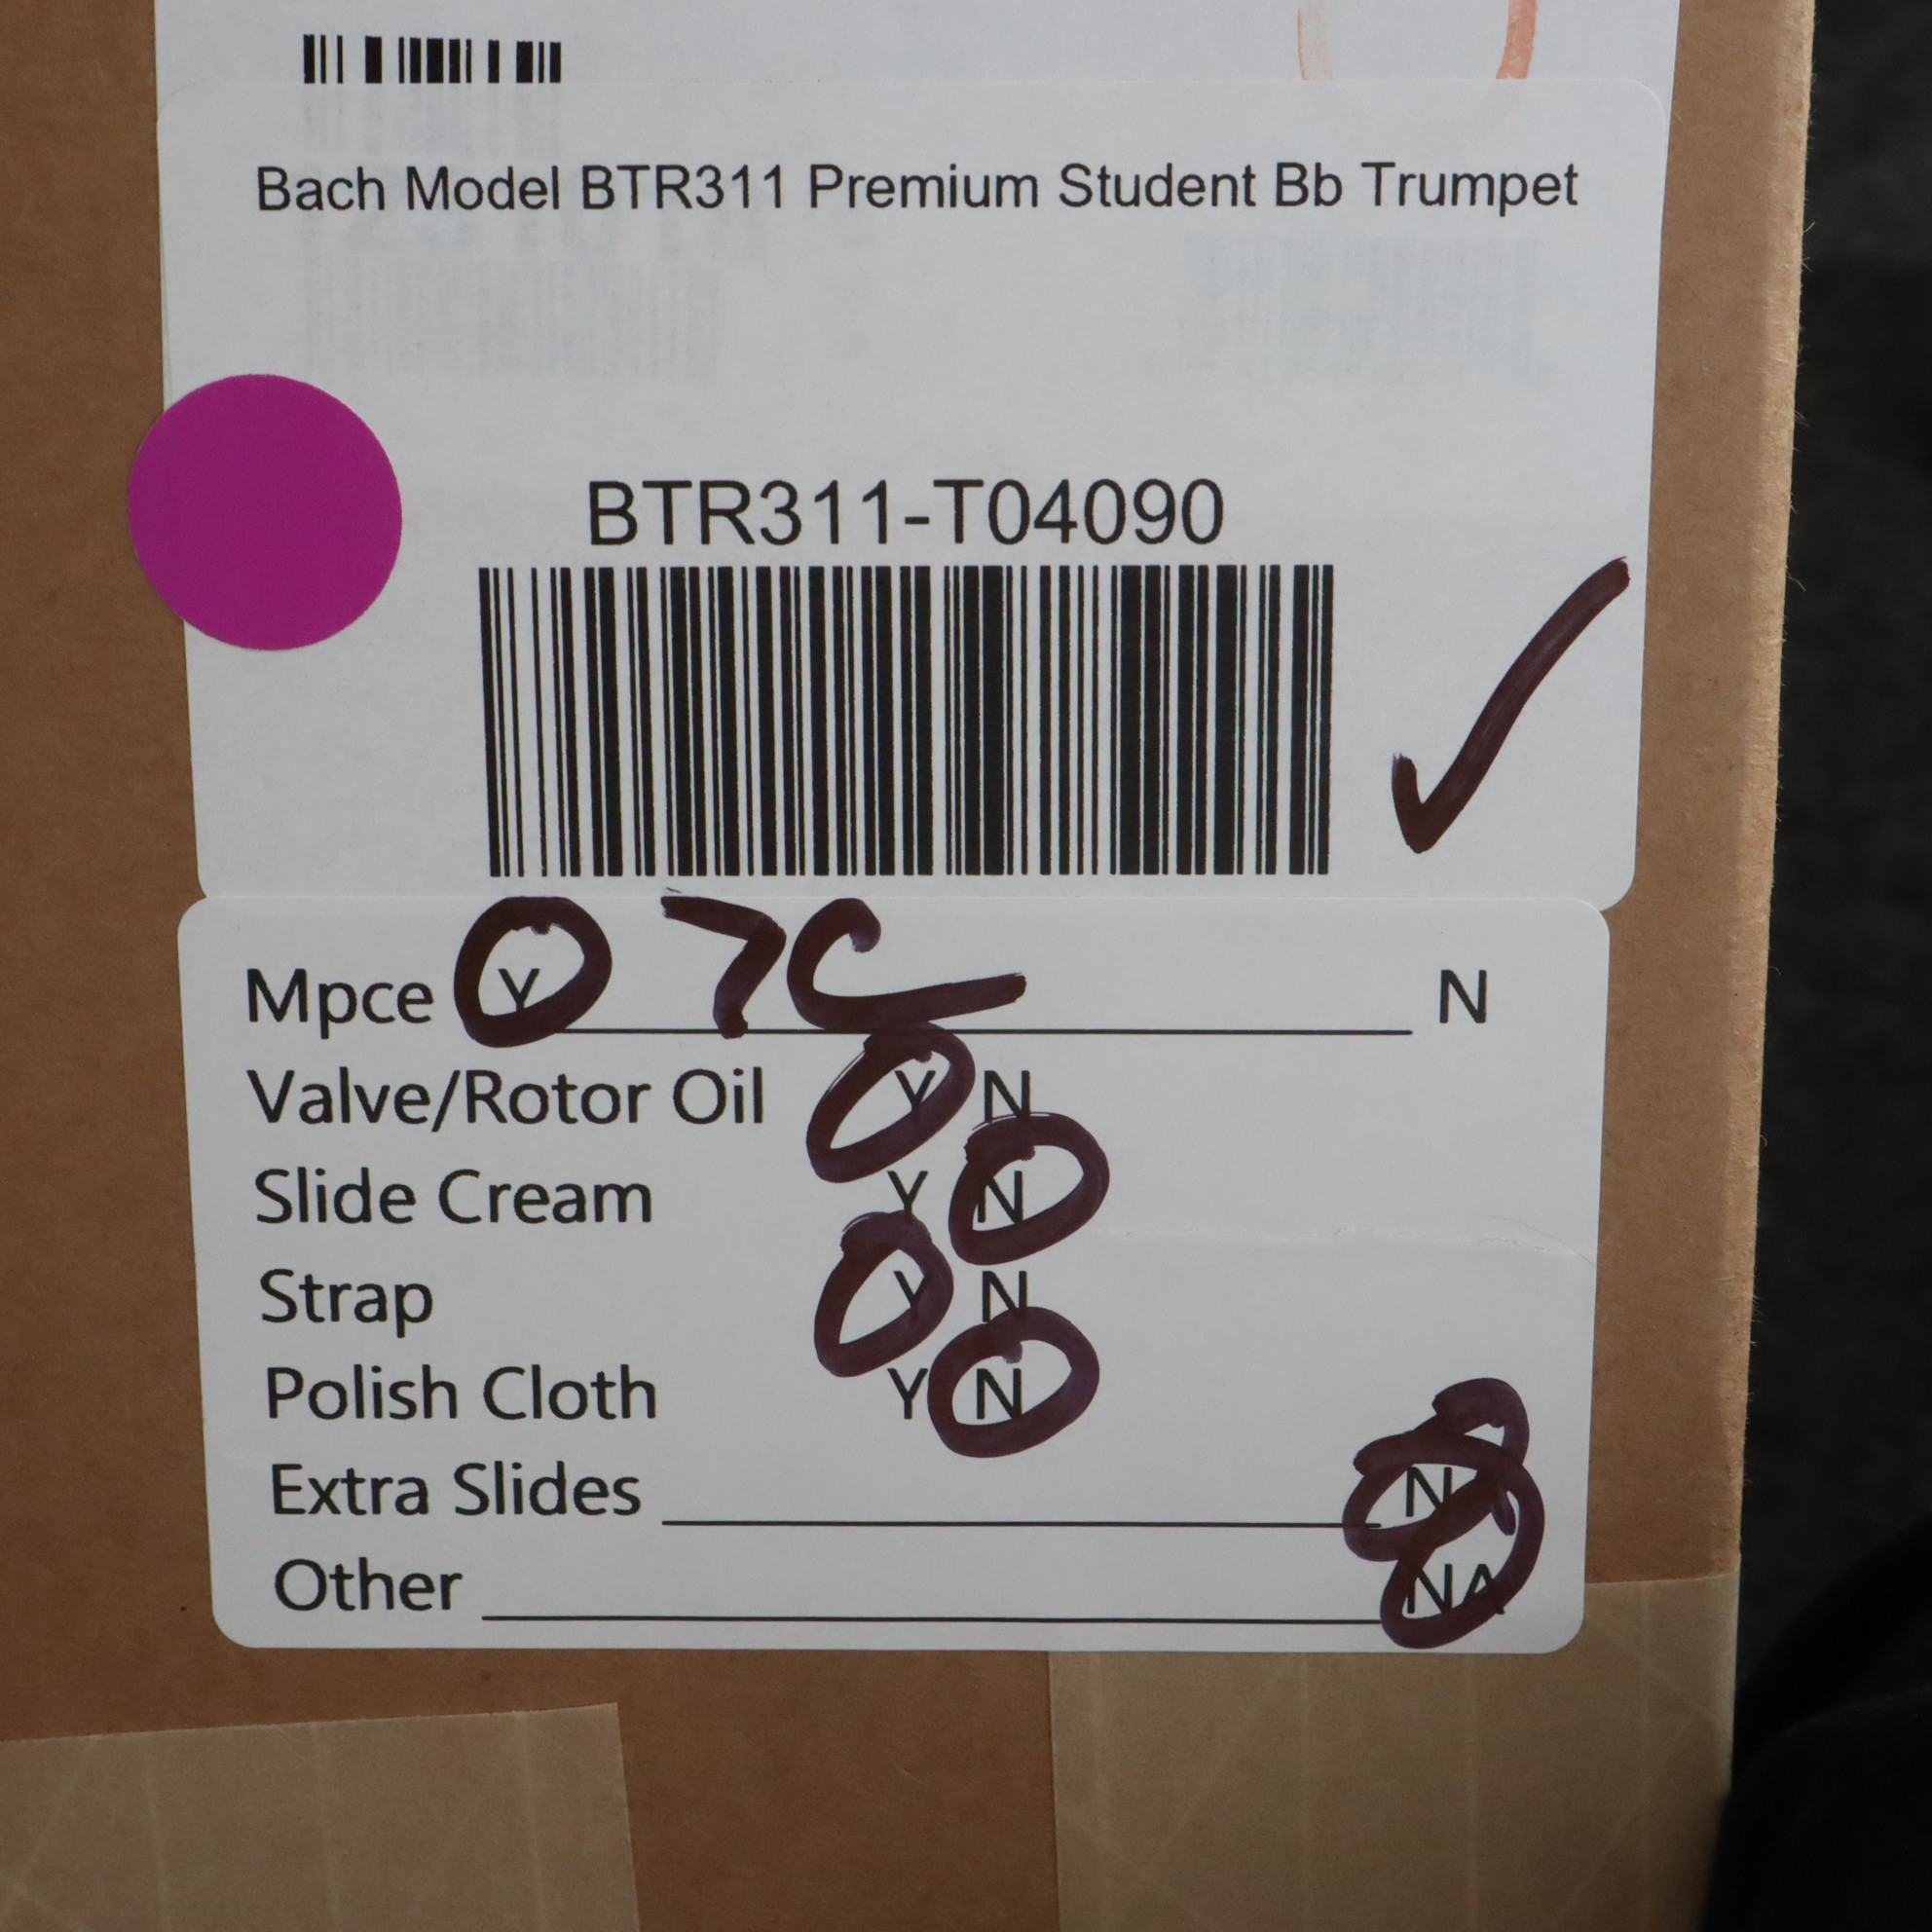 Bach Model BTR311 Premium Student Bb Trumpet
BTR311-T04090
Mpce Y 7C N
Valve/Rotor Oil Y N
Slide Cream Y N
Strap Y N
Polish Cloth Y N
Extra Slides N
Other NA